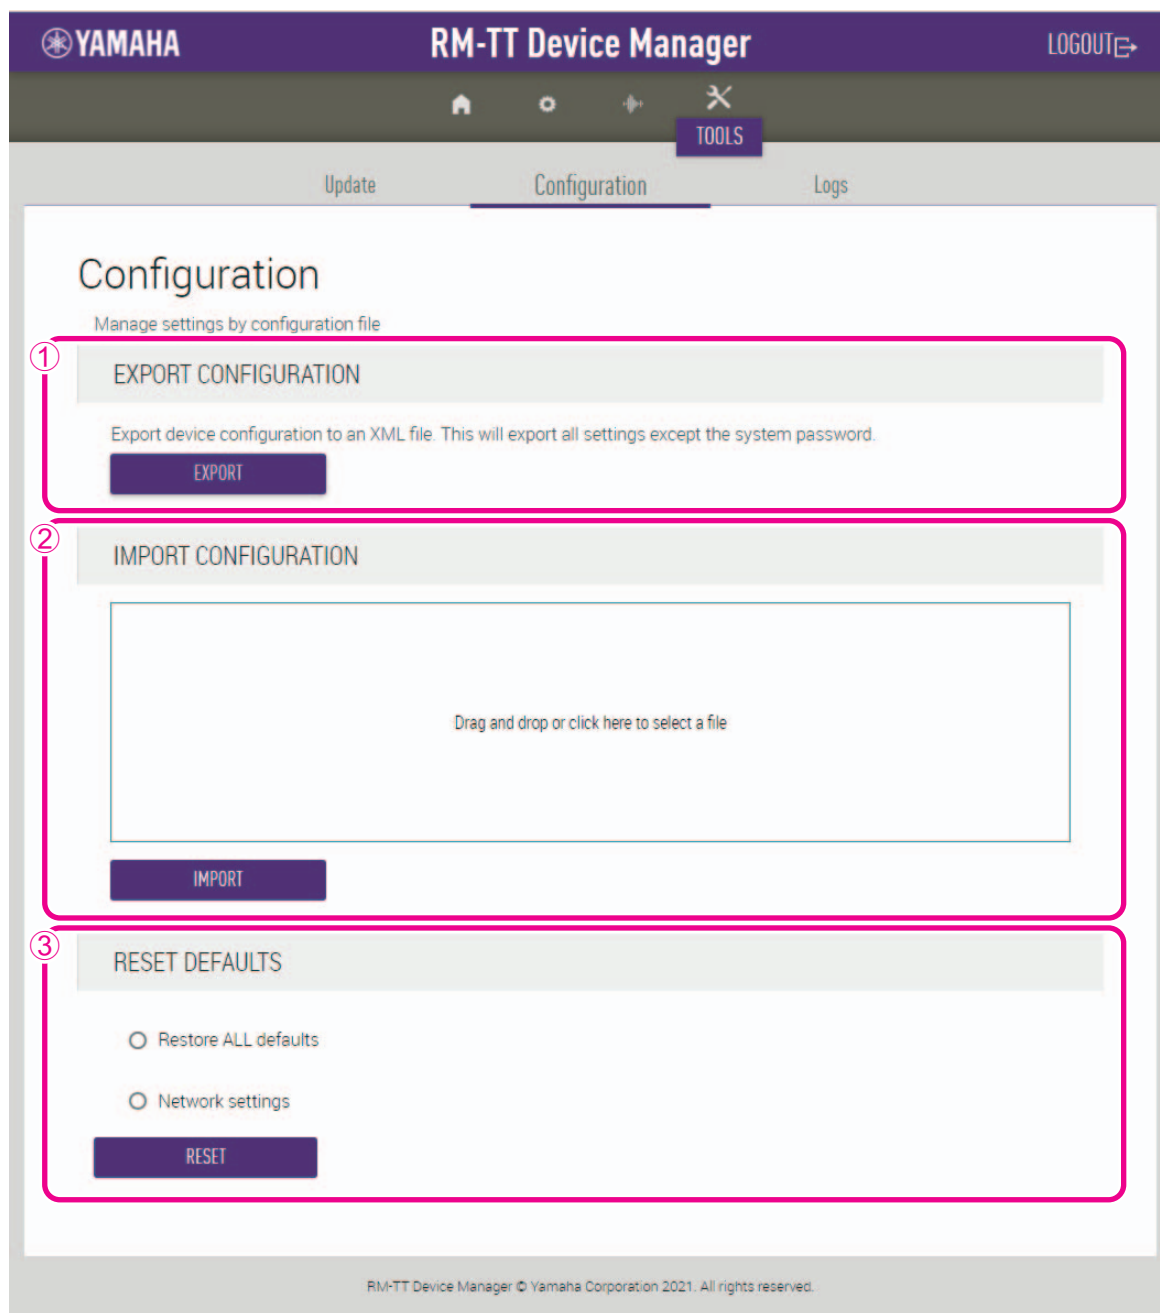 YAMAHA RM-TT Device Manager LOGOUT
TOOLS
Update Configuration Logs
Configuration
Manage settings by configuration file
①
EXPORT CONFIGURATION
Export device configuration to an XML file. This will export all settings except the system password.
EXPORT
②
IMPORT CONFIGURATION
Drag and drop or click here to select a file
IMPORT
③
RESET DEFAULTS
Restore ALL defaults
Network settings
RESET
RM-TT Device Manager © Yamaha Corporation 2021. All rights reserved.